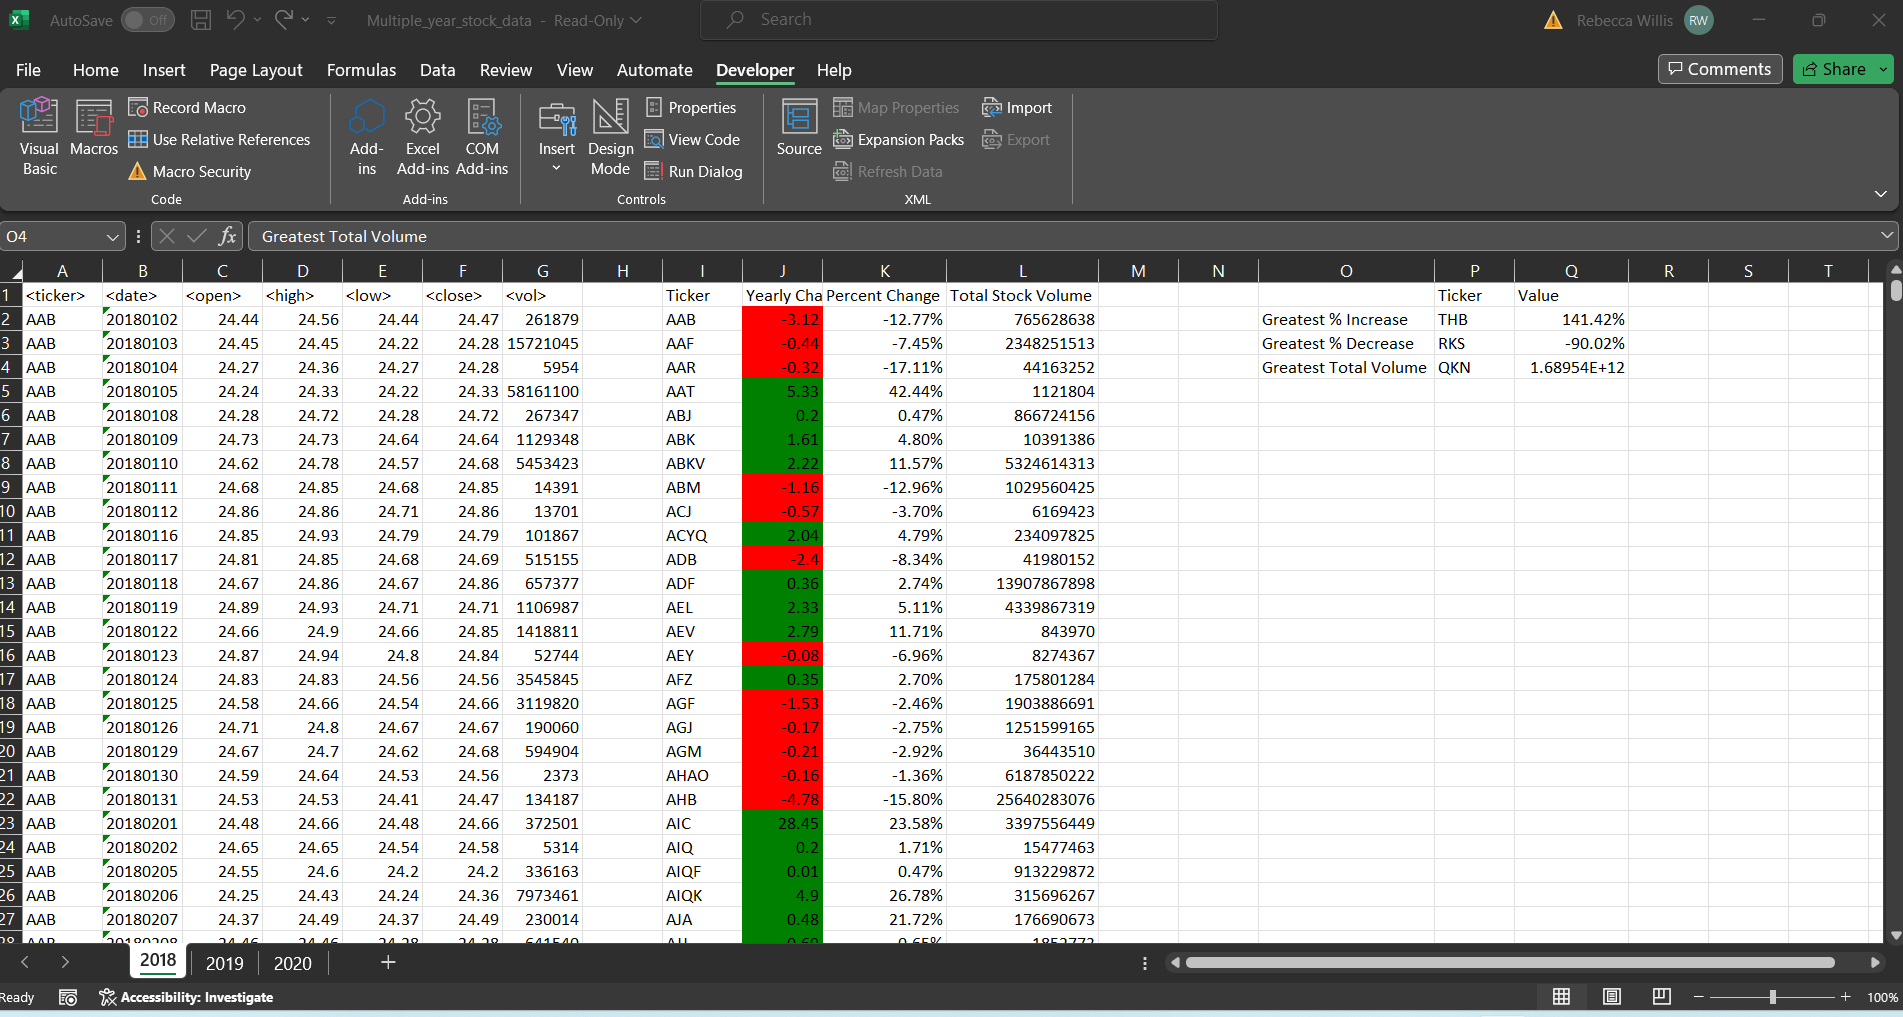 AutoSave Off Multiple_year_stock_data - Read-Only Search Rebecca Willis RW
File Home Insert Page Layout Formulas Data Review View Automate Developer Help Comments Share
Visual Basic
Macros
Record Macro
Use Relative References
Macro Security
Code
Add-ins
Excel Add-ins
COM Add-ins
Add-ins
Insert
Design Mode
Properties
View Code
Run Dialog
Controls
Source
Map Properties
Expansion Packs
Refresh Data
Import
Export
XML
O4 fx Greatest Total Volume
A B C D E F G H I J K L M N O P Q R S T
1 <ticker> <date> <open> <high> <low> <close> <vol> Ticker Yearly Cha Percent Change Total Stock Volume Ticker Value
2 AAB 20180102 24.44 24.56 24.44 24.47 261879 AAB -3.12 -12.77% 765628638 Greatest % Increase THB 141.42%
3 AAB 20180103 24.45 24.45 24.22 24.28 15721045 AAF -0.44 -7.45% 2348251513 Greatest % Decrease RKS -90.02%
4 AAB 20180104 24.27 24.36 24.27 24.28 5954 AAR -0.32 -17.11% 44163252 Greatest Total Volume QKN 1.68954E+12
5 AAB 20180105 24.24 24.33 24.22 24.33 58161100 AAT 5.33 42.44% 1121804
6 AAB 20180108 24.28 24.72 24.28 24.72 267347 ABJ 0.2 0.47% 866724156
7 AAB 20180109 24.73 24.73 24.64 24.64 1129348 ABK 1.61 4.80% 10391386
8 AAB 20180110 24.62 24.78 24.57 24.68 5453423 ABKV 2.22 11.57% 5324614313
9 AAB 20180111 24.68 24.85 24.68 24.85 14391 ABM -1.16 -12.96% 1029560425
10 AAB 20180112 24.86 24.86 24.71 24.86 13701 ACJ -0.57 -3.70% 6169423
11 AAB 20180116 24.85 24.93 24.79 24.79 101867 ACYQ 2.04 4.79% 234097825
12 AAB 20180117 24.81 24.85 24.68 24.69 515155 ADB -2.4 -8.34% 41980152
13 AAB 20180118 24.67 24.86 24.67 24.86 657377 ADF 0.36 2.74% 13907867898
14 AAB 20180119 24.89 24.93 24.71 24.71 1106987 AEL 2.33 5.11% 4339867319
15 AAB 20180122 24.66 24.9 24.66 24.85 1418811 AEV 2.79 11.71% 843970
16 AAB 20180123 24.87 24.94 24.8 24.84 52744 AEY -0.08 -6.96% 8274367
17 AAB 20180124 24.83 24.83 24.56 24.56 3545845 AFZ 0.35 2.70% 175801284
18 AAB 20180125 24.58 24.66 24.54 24.66 3119820 AGF -1.53 -2.46% 1903886691
19 AAB 20180126 24.71 24.8 24.67 24.67 190060 AGJ -0.17 -2.75% 1251599165
20 AAB 20180129 24.67 24.7 24.62 24.68 594904 AGM -0.21 -2.92% 36443510
21 AAB 20180130 24.59 24.64 24.53 24.56 2373 AHAO -0.16 -1.36% 6187850222
22 AAB 20180131 24.53 24.53 24.41 24.47 134187 AHB -4.78 -15.80% 25640283076
23 AAB 20180201 24.48 24.66 24.48 24.66 372501 AIC 28.45 23.58% 3397556449
24 AAB 20180202 24.65 24.65 24.54 24.58 5314 AIQ 0.2 1.71% 15477463
25 AAB 20180205 24.55 24.6 24.2 24.2 336163 AIQF 0.01 0.47% 913229872
26 AAB 20180206 24.25 24.43 24.24 24.36 7973461 AIQK 4.9 26.78% 315696267
27 AAB 20180207 24.37 24.49 24.37 24.49 230014 AJA 0.48 21.72% 176690673
2018 2019 2020
Ready Accessibility: Investigate 100%